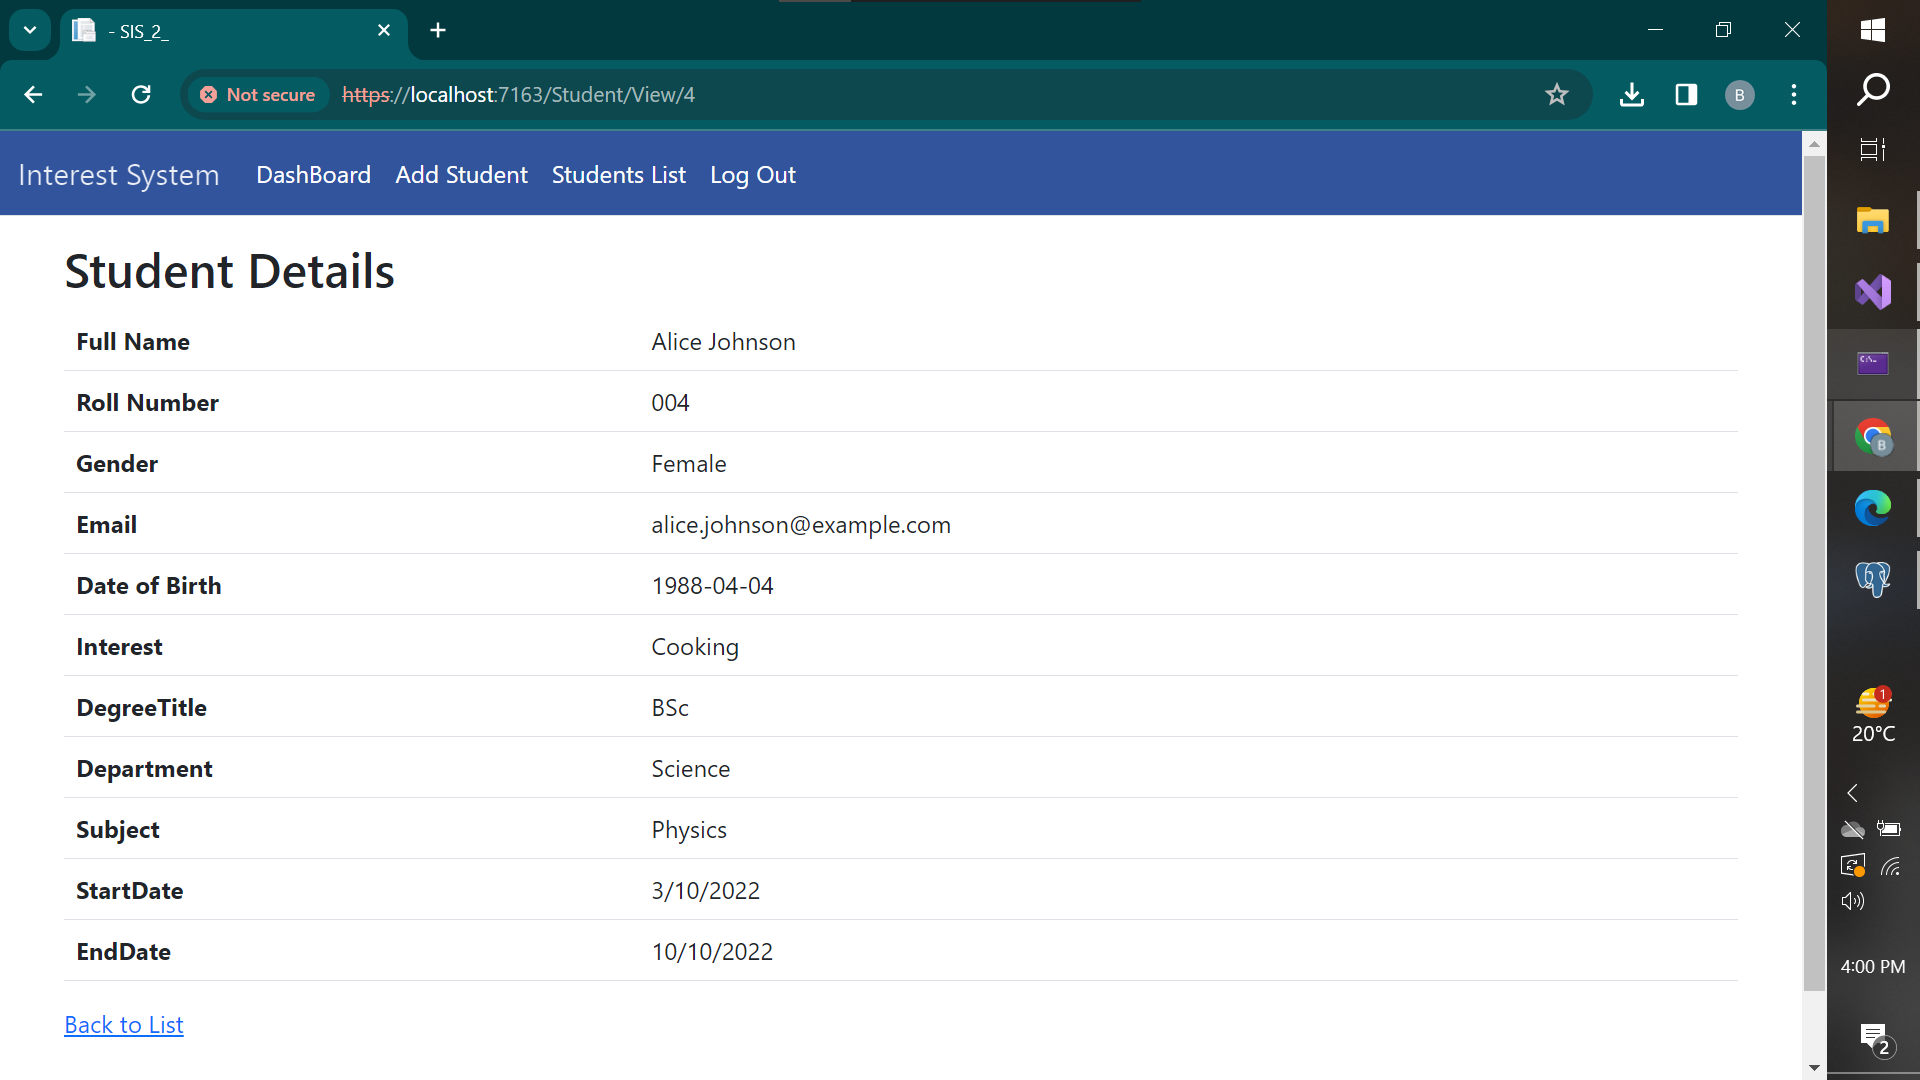 - SIS_2_
Not secure https://localhost:7163/Student/View/4
B
Interest System DashBoard Add Student Students List Log Out
Student Details
Full Name Alice Johnson
Roll Number 004
Gender Female
Email alice.johnson@example.com
Date of Birth 1988-04-04
Interest Cooking
DegreeTitle BSc
Department Science
Subject Physics
StartDate 3/10/2022
EndDate 10/10/2022
Back to List
C:\_
B
1
20°C
4:00 PM
2